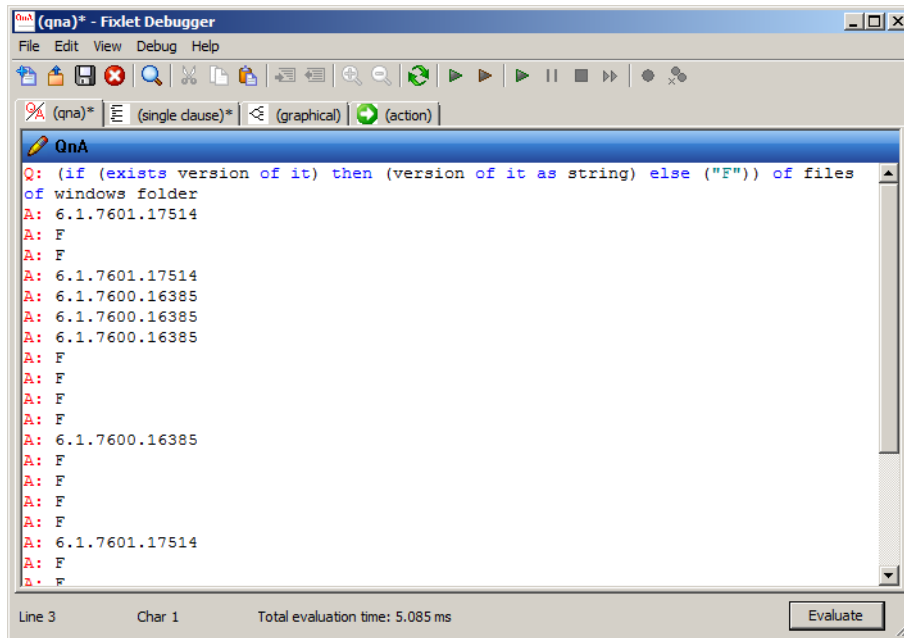 QnA (qna)* - Fixlet Debugger
File Edit View Debug Help
(qna)* (single clause)* (graphical) (action)
QnA
Q: (if (exists version of it) then (version of it as string) else ("F")) of files
of windows folder
A: 6.1.7601.17514
A: F
A: F
A: 6.1.7601.17514
A: 6.1.7600.16385
A: 6.1.7600.16385
A: 6.1.7600.16385
A: F
A: F
A: F
A: F
A: 6.1.7600.16385
A: F
A: F
A: F
A: F
A: 6.1.7601.17514
A: F
A: F
Line 3 Char 1 Total evaluation time: 5.085 ms Evaluate